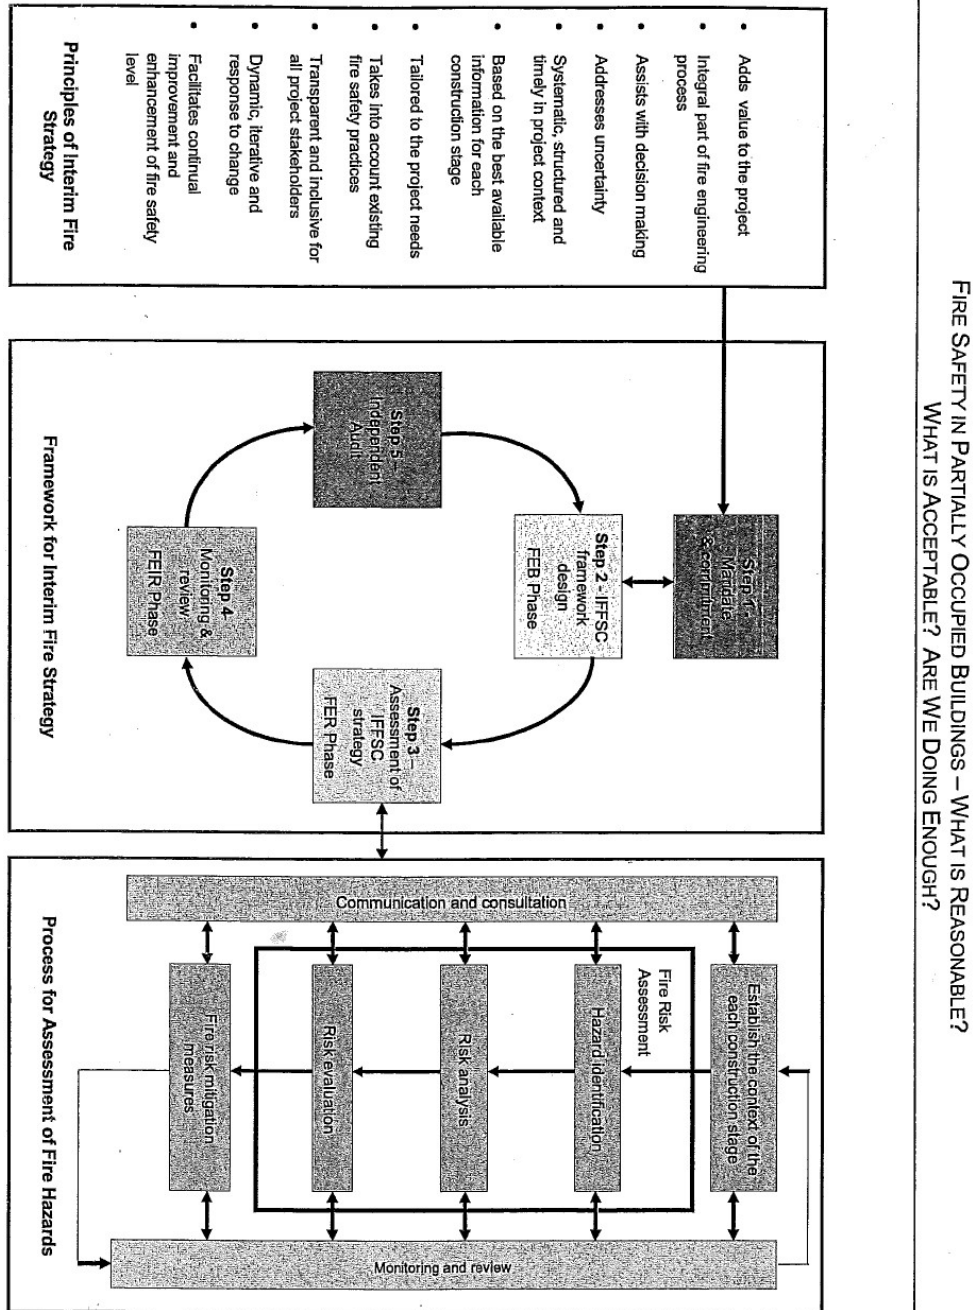 FIRE SAFETY IN PARTIALLY OCCUPIED BUILDINGS – WHAT IS REASONABLE?
WHAT IS ACCEPTABLE? ARE WE DOING ENOUGH?
• Adds value to the project
• Integral part of fire engineering
process
• Assists with decision making
• Addresses uncertainty
• Systematic, structured and
timely in project context
• Based on the best available
information for each
construction stage
• Tailored to the project needs
• Takes into account existing
fire safety practices
• Transparent and inclusive for
all project stakeholders
• Dynamic, iterative and
response to change
• Facilitates continual
improvement and
enhancement of fire safety
level
Principles of Interim Fire
Strategy
Step 1 -
Mandate
& commitment
Step 2 - IFFSC
framework
design
FEB Phase
Step 3 –
Assessment of
IFFSC
strategy
FER Phase
Step 4-
Monitoring &
review
FEIR Phase
Step 5 –
Independent
Audit
Framework for Interim Fire Strategy
Communication and consultation
Establish the context of the
each construction stage
Fire Risk
Assessment
Hazard identification
Risk analysis
Risk evaluation
Fire risk mitigation
measures
Monitoring and review
Process for Assessment of Fire Hazards